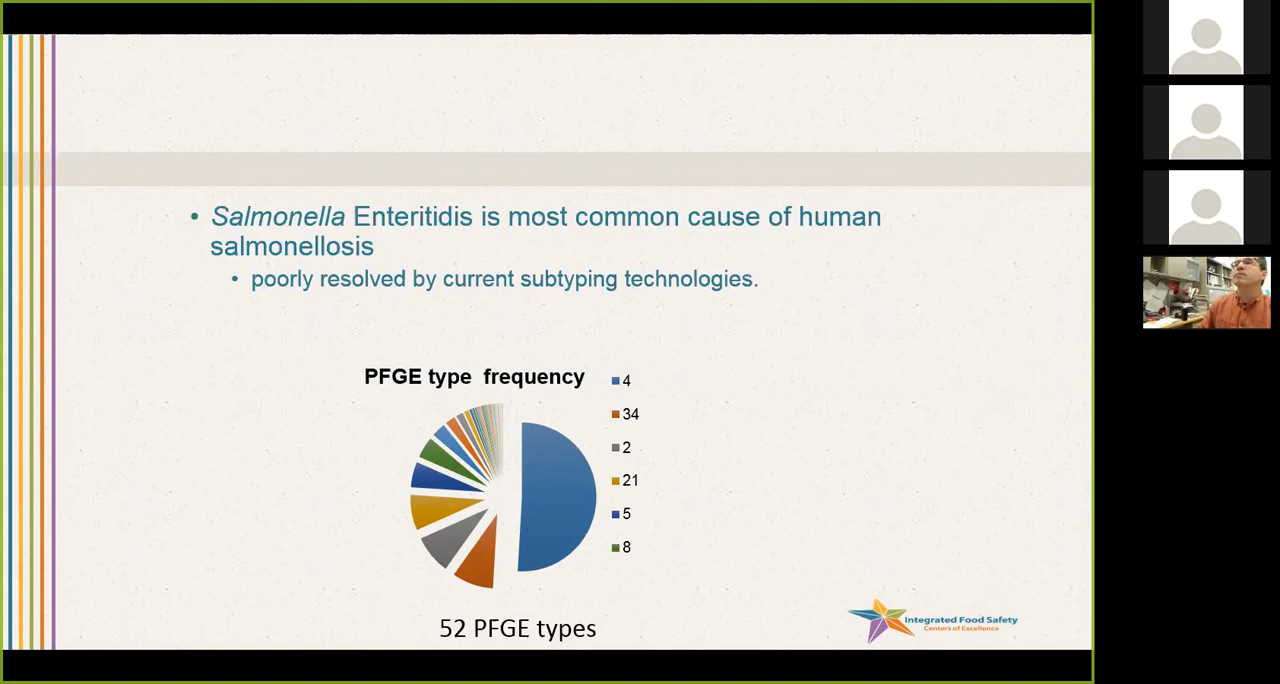 • Salmonella Enteritidis is most common cause of human
salmonellosis
• poorly resolved by current subtyping technologies.
PFGE type frequency
4
34
2
21
5
8
52 PFGE types
Integrated Food Safety
Centers of Excellence